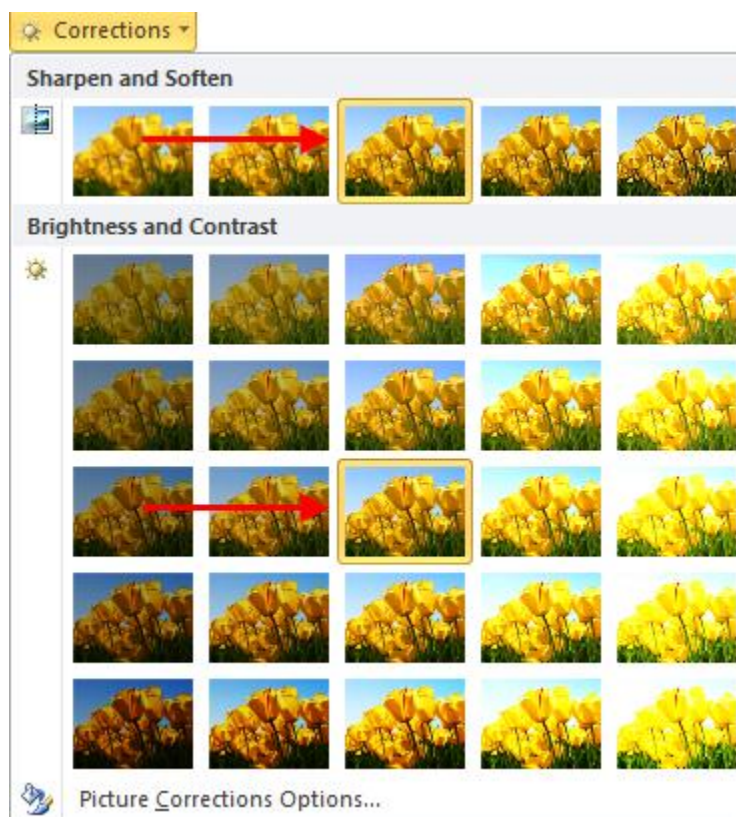 Corrections
Sharpen and Soften
Brightness and Contrast
Picture Corrections Options...